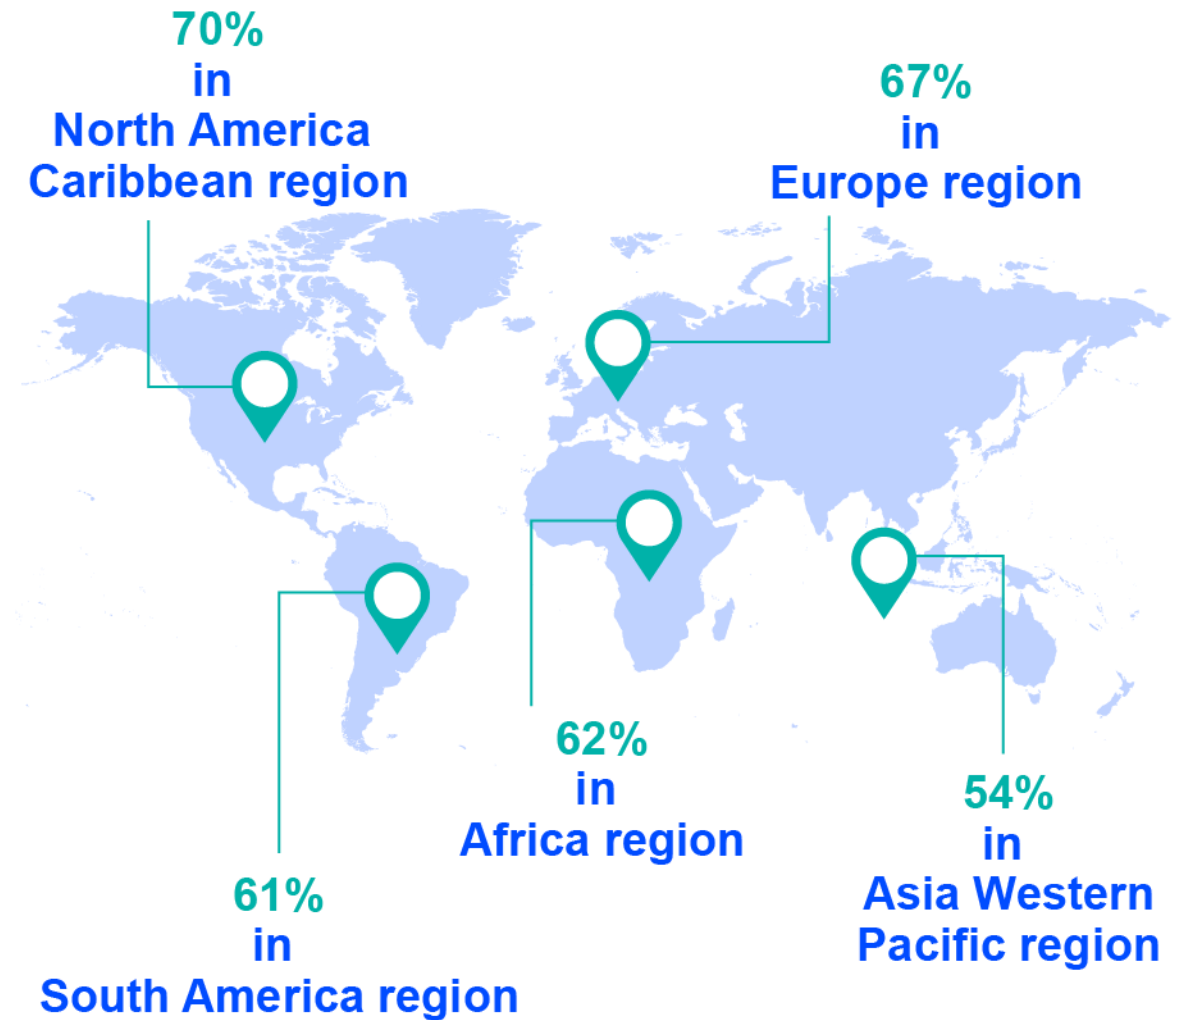 70%
in
North America
Caribbean region
67%
in
Europe region
62%
in
Africa region
54%
in
Asia Western
Pacific region
61%
in
South America region